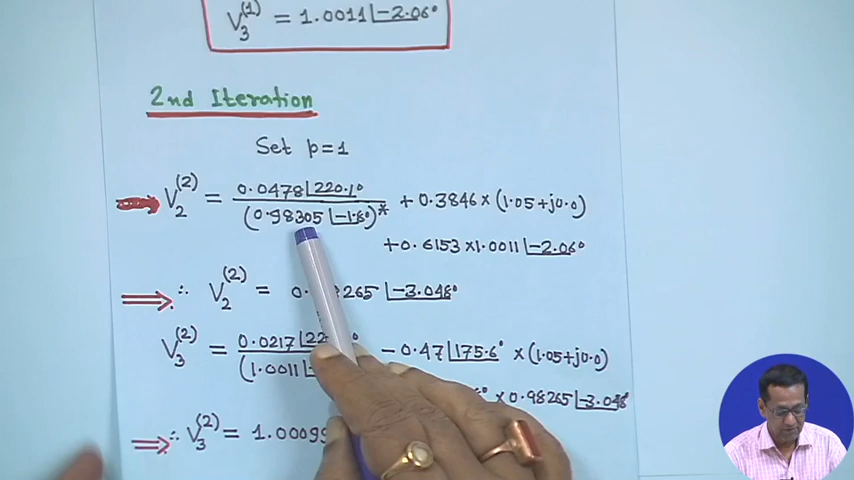 V₃⁽¹⁾ = 1.0011∠-2.06°
2nd Iteration
Set p=1
V₂⁽²⁾ = 0.0478∠220.1° / (0.98305∠-1.8°)* + 0.3846 × (1.05+j0.0)
+0.6153×1.0011∠-2.06°
∴ V₂⁽²⁾ = 0. 265∠-3.048°
V₃⁽²⁾ = 0.0217∠22 ° / (1.0011∠- - 0.47∠175.6° × (1.05+j0.0)
× 0.98265∠-3.048°
∴ V₃⁽²⁾ = 1.0009